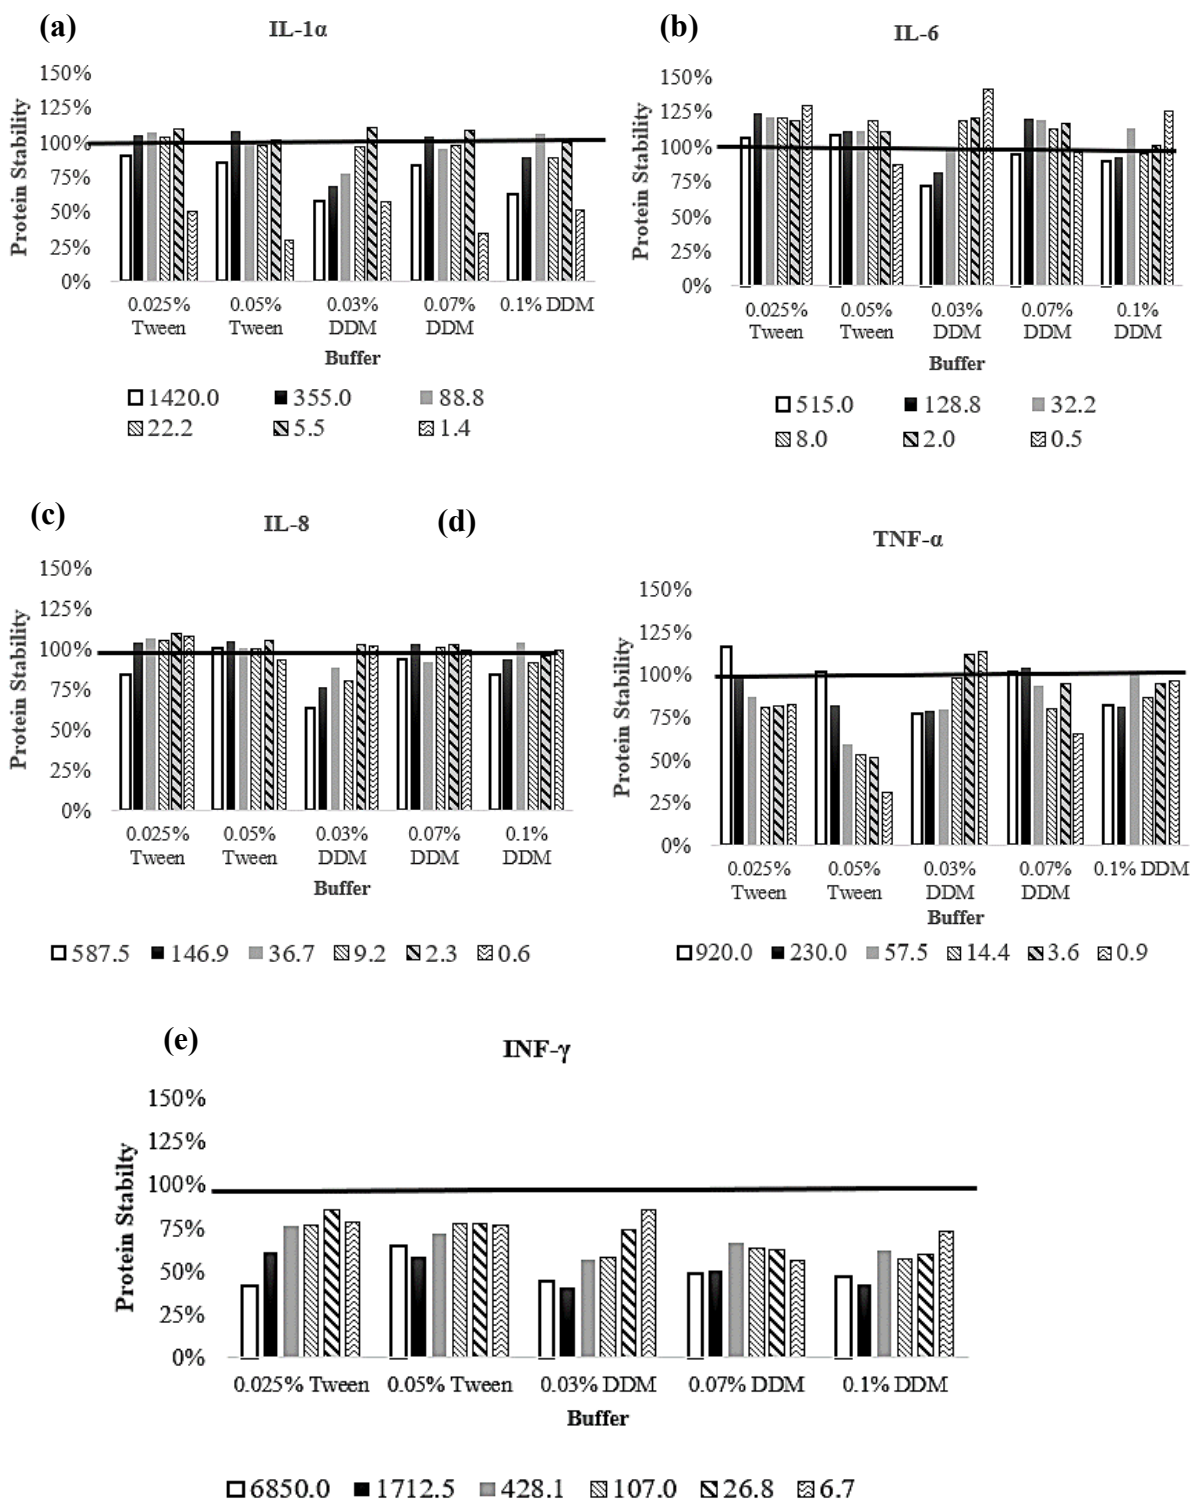 (a)
IL-1α
150%
125%
100%
75%
50%
25%
0%
Protein Stability
0.025% Tween
0.05% Tween
0.03% DDM
0.07% DDM
0.1% DDM
Buffer
1420.0 355.0 88.8
22.2 5.5 1.4
(b)
IL-6
150%
125%
100%
75%
50%
25%
0%
Protein Stability
0.025% Tween
0.05% Tween
0.03% DDM
0.07% DDM
0.1% DDM
Buffer
515.0 128.8 32.2
8.0 2.0 0.5
(c)
IL-8
150%
125%
100%
75%
50%
25%
0%
Protein Stability
0.025% Tween
0.05% Tween
0.03% DDM
0.07% DDM
0.1% DDM
Buffer
587.5 146.9 36.7 9.2 2.3 0.6
(d)
TNF-α
150%
125%
100%
75%
50%
25%
0%
Protein Stability
0.025% Tween
0.05% Tween
0.03% DDM
0.07% DDM
0.1% DDM
Buffer
920.0 230.0 57.5 14.4 3.6 0.9
(e)
INF-γ
150%
125%
100%
75%
50%
25%
0%
Protein Stabilty
0.025% Tween 0.05% Tween 0.03% DDM 0.07% DDM 0.1% DDM
Buffer
6850.0 1712.5 428.1 107.0 26.8 6.7